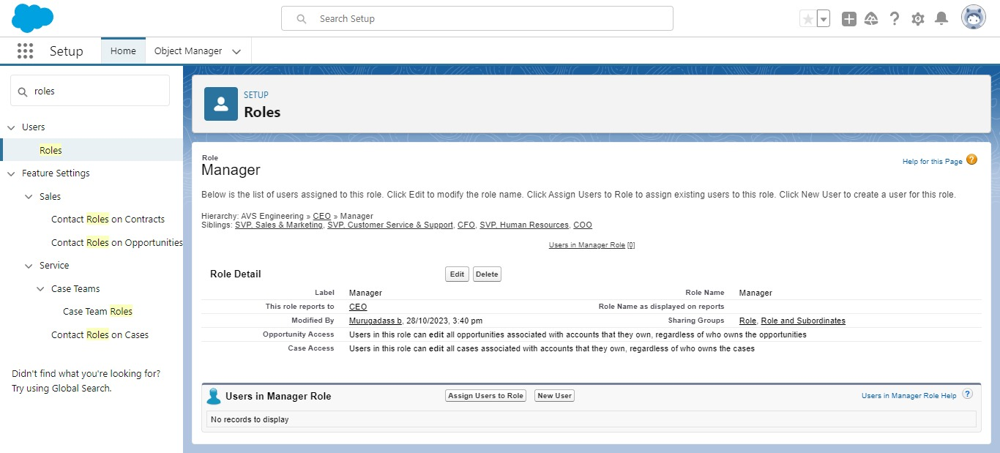 Search Setup
Setup
Home
Object Manager
roles
Users
Roles
Feature Settings
Sales
Contact Roles on Contracts
Contact Roles on Opportunities
Service
Case Teams
Case Team Roles
Contact Roles on Cases
Didn't find what you're looking for?
Try using Global Search.
SETUP
Roles
Role
Manager
Help for this Page ?
Below is the list of users assigned to this role. Click Edit to modify the role name. Click Assign Users to Role to assign existing users to this role. Click New User to create a user for this role.
Hierarchy: AVS Engineering » CEO » Manager
Siblings: SVP, Sales & Marketing, SVP, Customer Service & Support, CFO, SVP, Human Resources, COO
Users in Manager Role [0]
Role Detail Edit Delete
Label Manager Role Name Manager
This role reports to CEO Role Name as displayed on reports
Modified By Murugadass b, 28/10/2023, 3:40 pm Sharing Groups Role, Role and Subordinates
Opportunity Access Users in this role can edit all opportunities associated with accounts that they own, regardless of who owns the opportunities
Case Access Users in this role can edit all cases associated with accounts that they own, regardless of who owns the cases
Users in Manager Role Assign Users to Role New User Users in Manager Role Help ?
No records to display